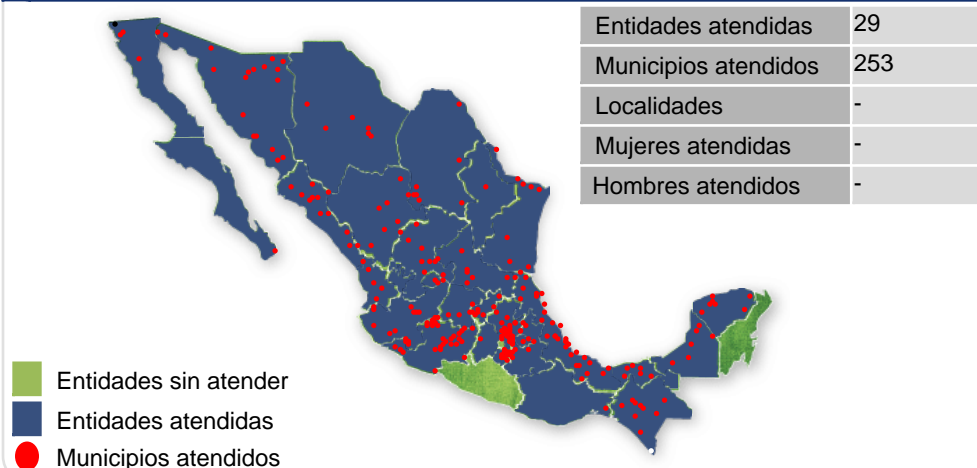 Entidades atendidas 29
Municipios atendidos 253
Localidades -
Mujeres atendidas -
Hombres atendidos -
Entidades sin atender
Entidades atendidas
Municipios atendidos